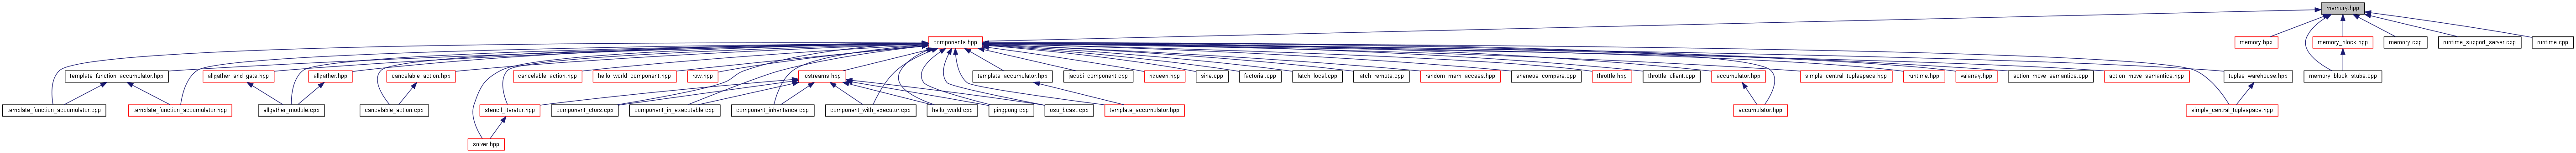 memory.hpp
components.hpp
memory.hpp
memory_block.hpp
memory.cpp
runtime_support_server.cpp
runtime.cpp
template_function_accumulator.hpp
allgather_and_gate.hpp
allgather.hpp
cancelable_action.hpp
cancelable_action.hpp
hello_world_component.hpp
row.hpp
iostreams.hpp
template_accumulator.hpp
jacobi_component.cpp
nqueen.hpp
sine.cpp
factorial.cpp
latch_local.cpp
latch_remote.cpp
random_mem_access.hpp
sheneos_compare.cpp
throttle.hpp
throttle_client.cpp
accumulator.hpp
simple_central_tuplespace.hpp
runtime.hpp
valarray.hpp
action_move_semantics.cpp
action_move_semantics.hpp
tuples_warehouse.hpp
memory_block_stubs.cpp
template_function_accumulator.cpp
template_function_accumulator.hpp
allgather_module.cpp
cancelable_action.cpp
stencil_iterator.hpp
component_ctors.cpp
component_in_executable.cpp
component_inheritance.cpp
component_with_executor.cpp
hello_world.cpp
pingpong.cpp
osu_bcast.cpp
template_accumulator.hpp
accumulator.hpp
simple_central_tuplespace.hpp
solver.hpp